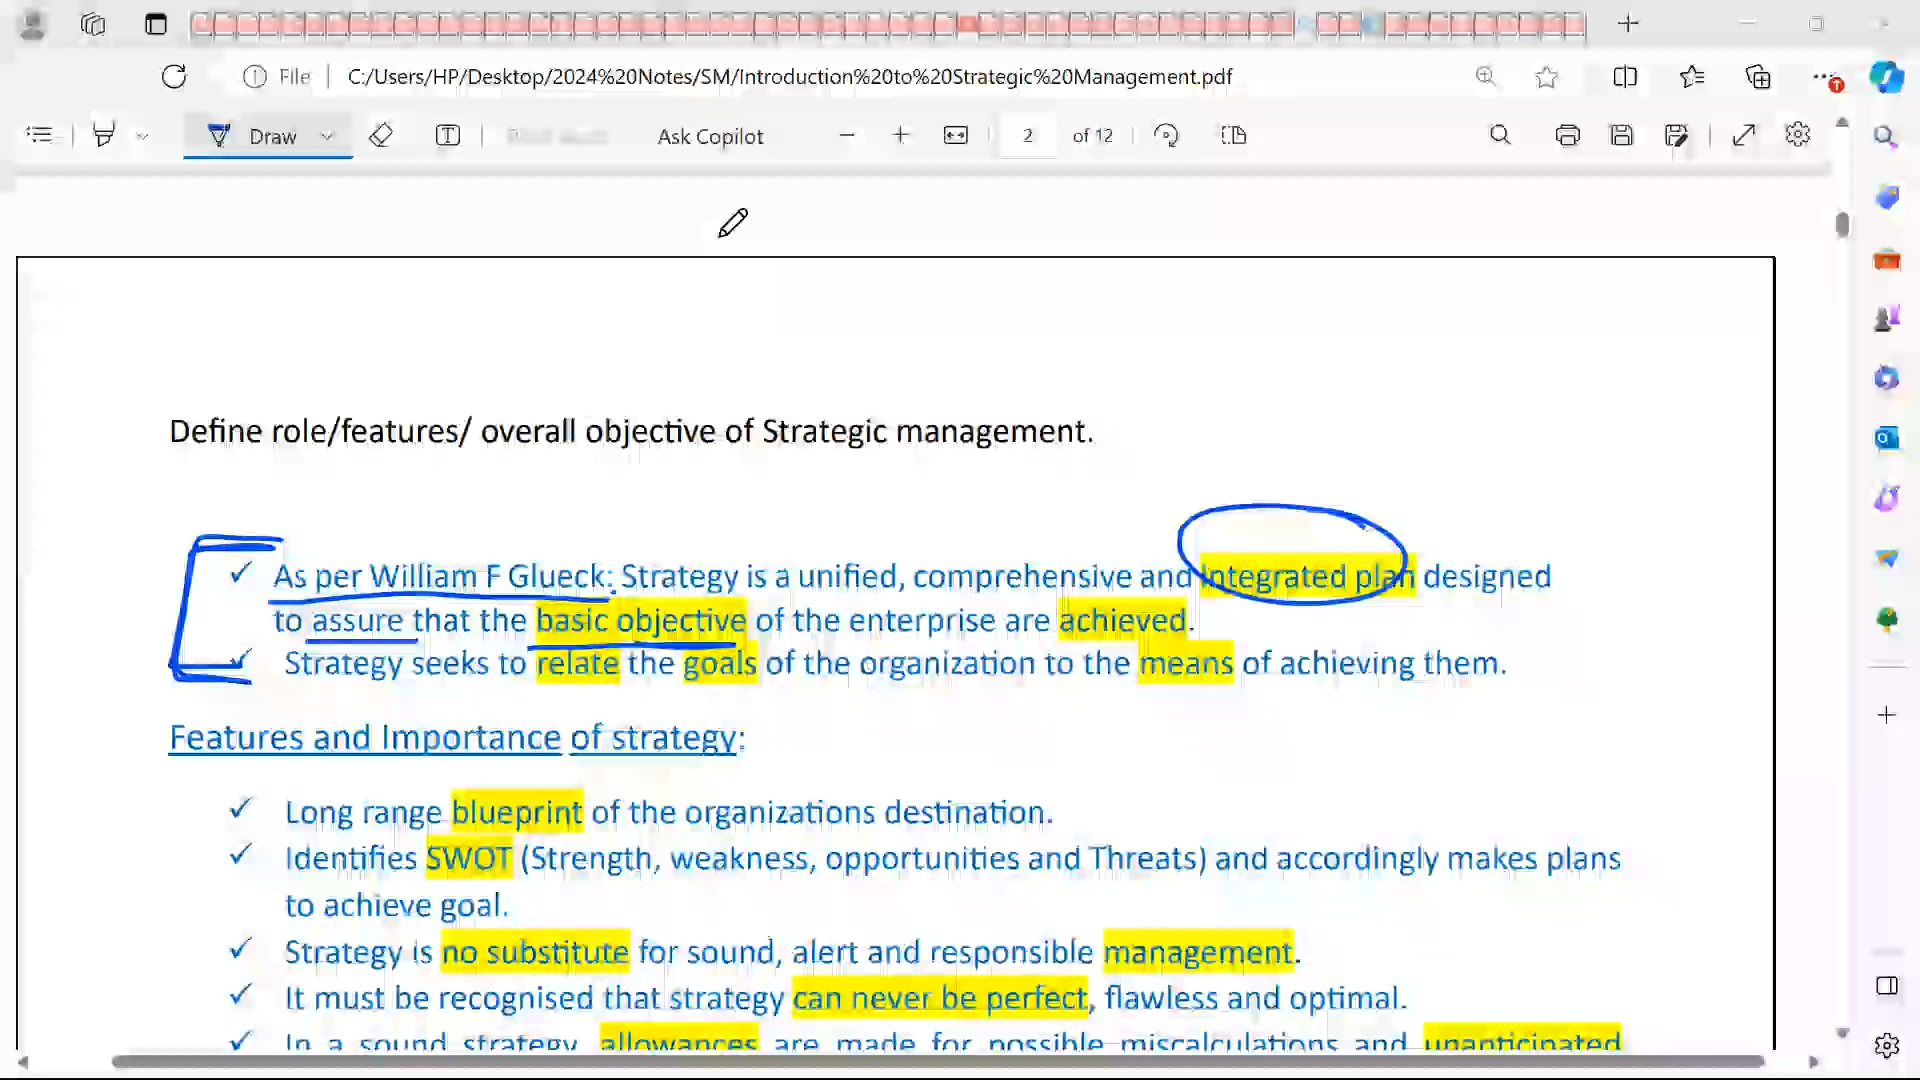 File
C:/Users/HP/Desktop/2024%20Notes/SM/Introduction%20to%20Strategic%20Management.pdf
Draw
Ask Copilot
2 of 12
Define role/features/ overall objective of Strategic management.
✓ As per William F Glueck: Strategy is a unified, comprehensive and integrated plan designed
to assure that the basic objective of the enterprise are achieved.
✓ Strategy seeks to relate the goals of the organization to the means of achieving them.
Features and Importance of strategy:
✓ Long range blueprint of the organizations destination.
✓ Identifies SWOT (Strength, weakness, opportunities and Threats) and accordingly makes plans
to achieve goal.
✓ Strategy is no substitute for sound, alert and responsible management.
✓ It must be recognised that strategy can never be perfect, flawless and optimal.
✓ In a sound strategy, allowances are made for possible miscalculations and unanticipated